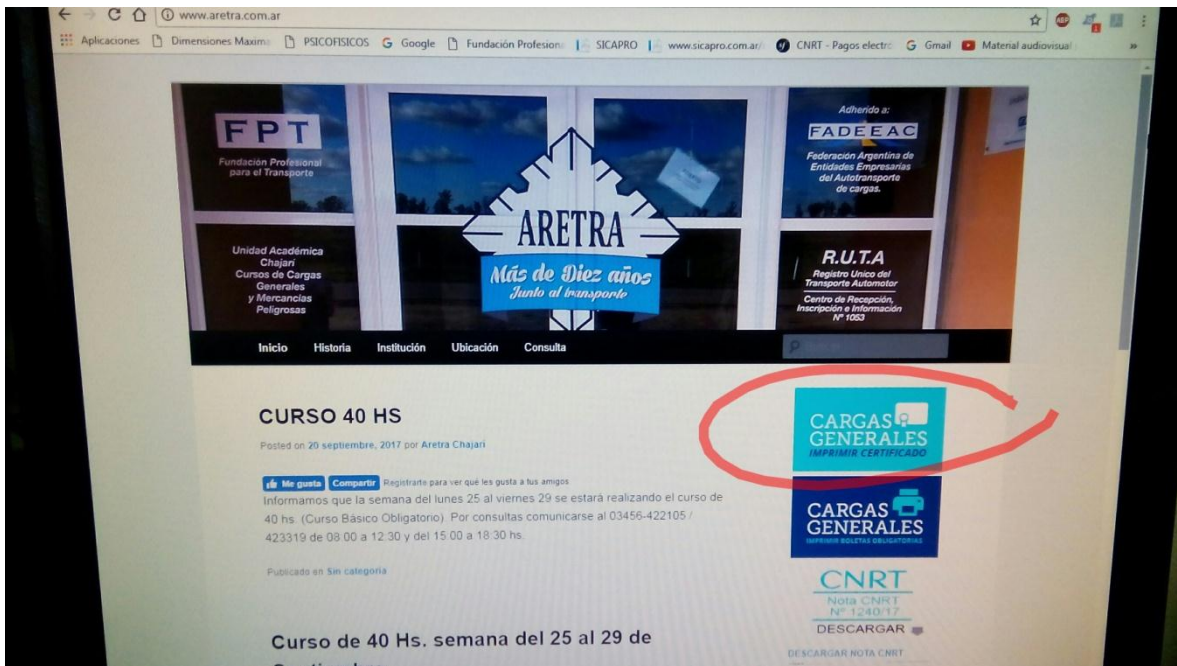 www.aretra.com.ar
Aplicaciones
Dimensiones Maxim
PSICOFISICOS
Google
Fundación Profesion
SICAPRO
www.sicapro.com.ar/
CNRT - Pagos electr
Gmail
Material audiovisual
»
FPT
Fundación Profesional
para el Transporte
Adherido a:
FADEEAC
Federación Argentina de
Entidades Empresarias
del Autotransporte
de cargas.
ARETRA
Más de Diez años
Junto al transporte
Unidad Académica
Chajarí
Cursos de Cargas
Generales
y Mercancias
Peligrosas
R.U.T.A
Registro Unico del
Transporte Automotor
Centro de Recepción,
Inscripción e Información
Nº 1053
Inicio
Historia
Institución
Ubicación
Consulta
CURSO 40 HS
Posted on 20 septiembre, 2017 por Aretra Chajari
Me gusta Compartir Registrarte para ver qué les gusta a tus amigos.
Informamos que la semana del lunes 25 al viernes 29 se estará realizando el curso de
40 hs. (Curso Básico Obligatorio). Por consultas comunicarse al 03456-422105 /
423319 de 08:00 a 12:30 y del 15:00 a 18:30 hs.
Publicado en Sin categoría
Curso de 40 Hs. semana del 25 al 29 de
CARGAS
GENERALES
IMPRIMIR CERTIFICADO
CARGAS
GENERALES
IMPRIMIR BOLETAS OBLIGATORIAS
CNRT
Nota CNRT
Nº 1240/17
DESCARGAR
DESCARGAR NOTA CNRT